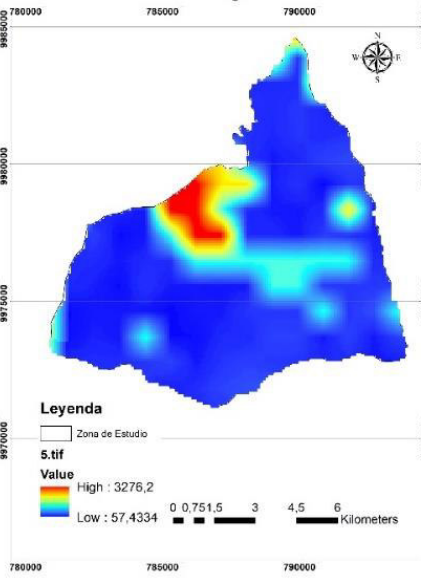 780000 785000 790000
9985000
N
W E
S
9980000
9975000
Leyenda
Zona de Estudio
5.tif
Value
High : 3276,2
Low : 57,4334
9970000
0 0,751,5 3 4,5 6
Kilometers
780000 785000 790000